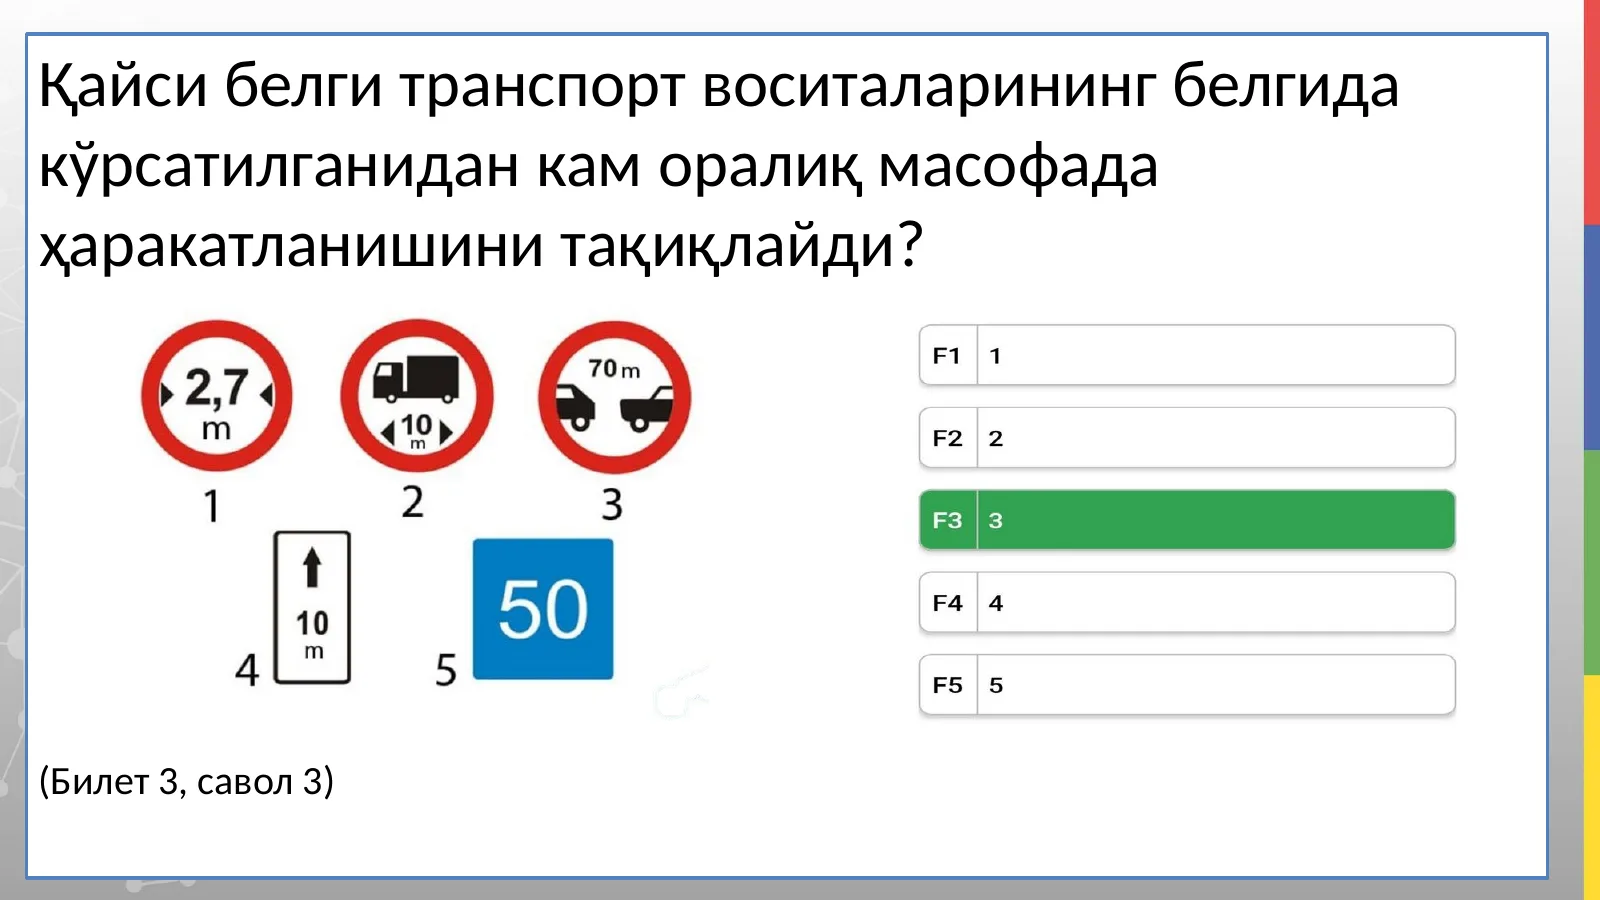 Қайси белги транспорт воситаларининг белгида
кўрсатилганидан кам оралиқ масофада
ҳаракатланишини тақиқлайди?
2,7
m
10
m
70 m
1
2
3
10
m
4
50
5
F1 1
F2 2
F3 3
F4 4
F5 5
(Билет 3, савол 3)